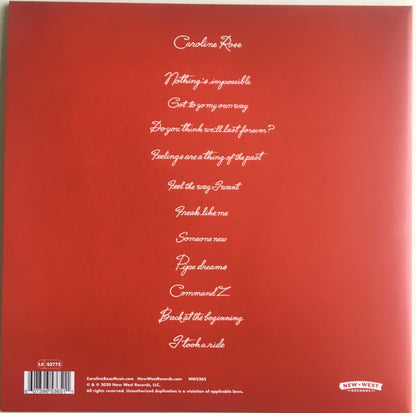 Caroline Rose
Nothing's impossible
Got to go my own way
Do you think we'll last forever?
Feelings are a thing of the past
Feel the way I want
Freak like me
Someone new
Pipe dreams
Command Z
Back at the beginning
I took a ride
LC 52772
CarolineRoseMusic.com NewWestRecords.com NW5365
© & ℗ 2020 New West Records, LLC.
All rights reserved. Unauthorized duplication is a violation of applicable laws.
NEW WEST
RECORDS